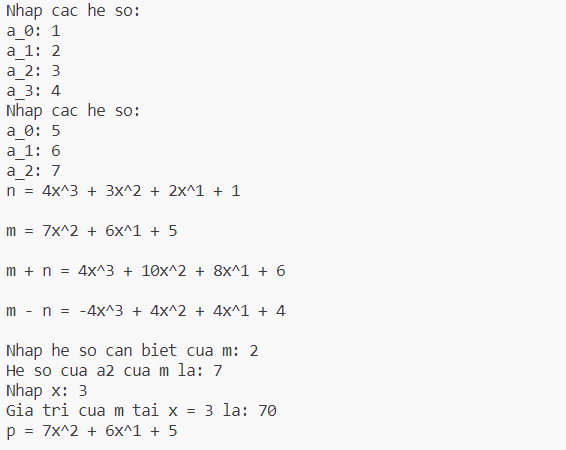 Nhap cac he so:
a_0: 1
a_1: 2
a_2: 3
a_3: 4
Nhap cac he so:
a_0: 5
a_1: 6
a_2: 7
n = 4x^3 + 3x^2 + 2x^1 + 1
m = 7x^2 + 6x^1 + 5
m + n = 4x^3 + 10x^2 + 8x^1 + 6
m - n = -4x^3 + 4x^2 + 4x^1 + 4
Nhap he so can biet cua m: 2
He so cua a2 cua m la: 7
Nhap x: 3
Gia tri cua m tai x = 3 la: 70
p = 7x^2 + 6x^1 + 5